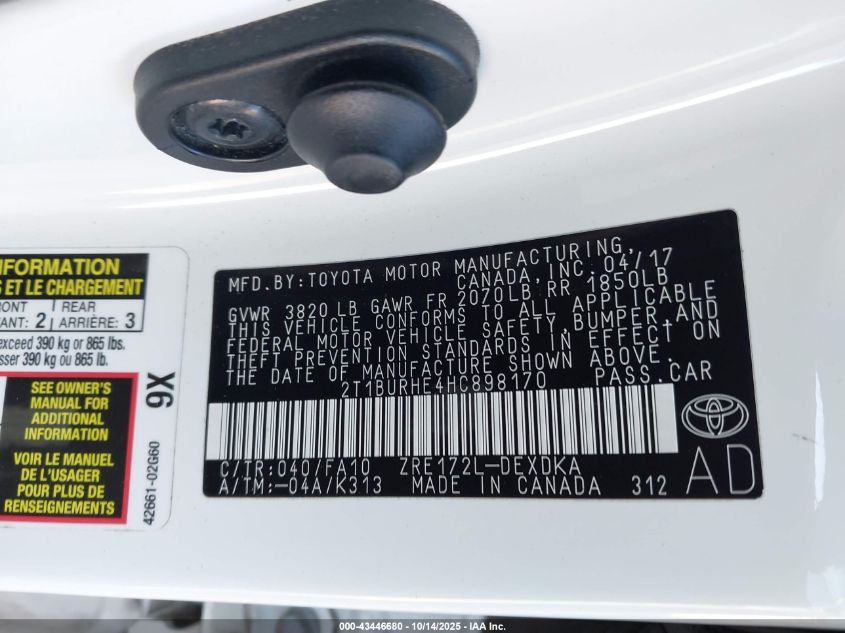 NFORMATION
S ET LE CHARGEMENT
RONT
REAR
ANT: 2
ARRIÈRE: 3
exceed 390 kg or 865 lbs.
sser 390 kg ou 865 lb.
SEE OWNER'S
MANUAL FOR
ADDITIONAL
INFORMATION
VOIR LE MANUEL
DE L'USAGER
POUR PLUS DE
RENSEIGNEMENTS
9X
42661-02G60
MFD.BY:TOYOTA MOTOR MANUFACTURING,
CANADA, INC. 04/17
GVWR 3820 LB GAWR FR 2070LB, RR 1850LB
THIS VEHICLE CONFORMS TO ALL APPLICABLE
FEDERAL MOTOR VEHICLE SAFETY,BUMPER,AND
THEFT PREVENTION STANDARDS IN EFFECT ON
THE DATE OF MANUFACTURE SHOWN ABOVE.
2T1BURHE4HC898170 PASS.CAR
C/TR:040/FA10 ZRE172L-DEXDKA
A/TM:-04A/K313 MADE IN CANADA 312
AD
000-43446680 - 10/14/2025 - IAA Inc.